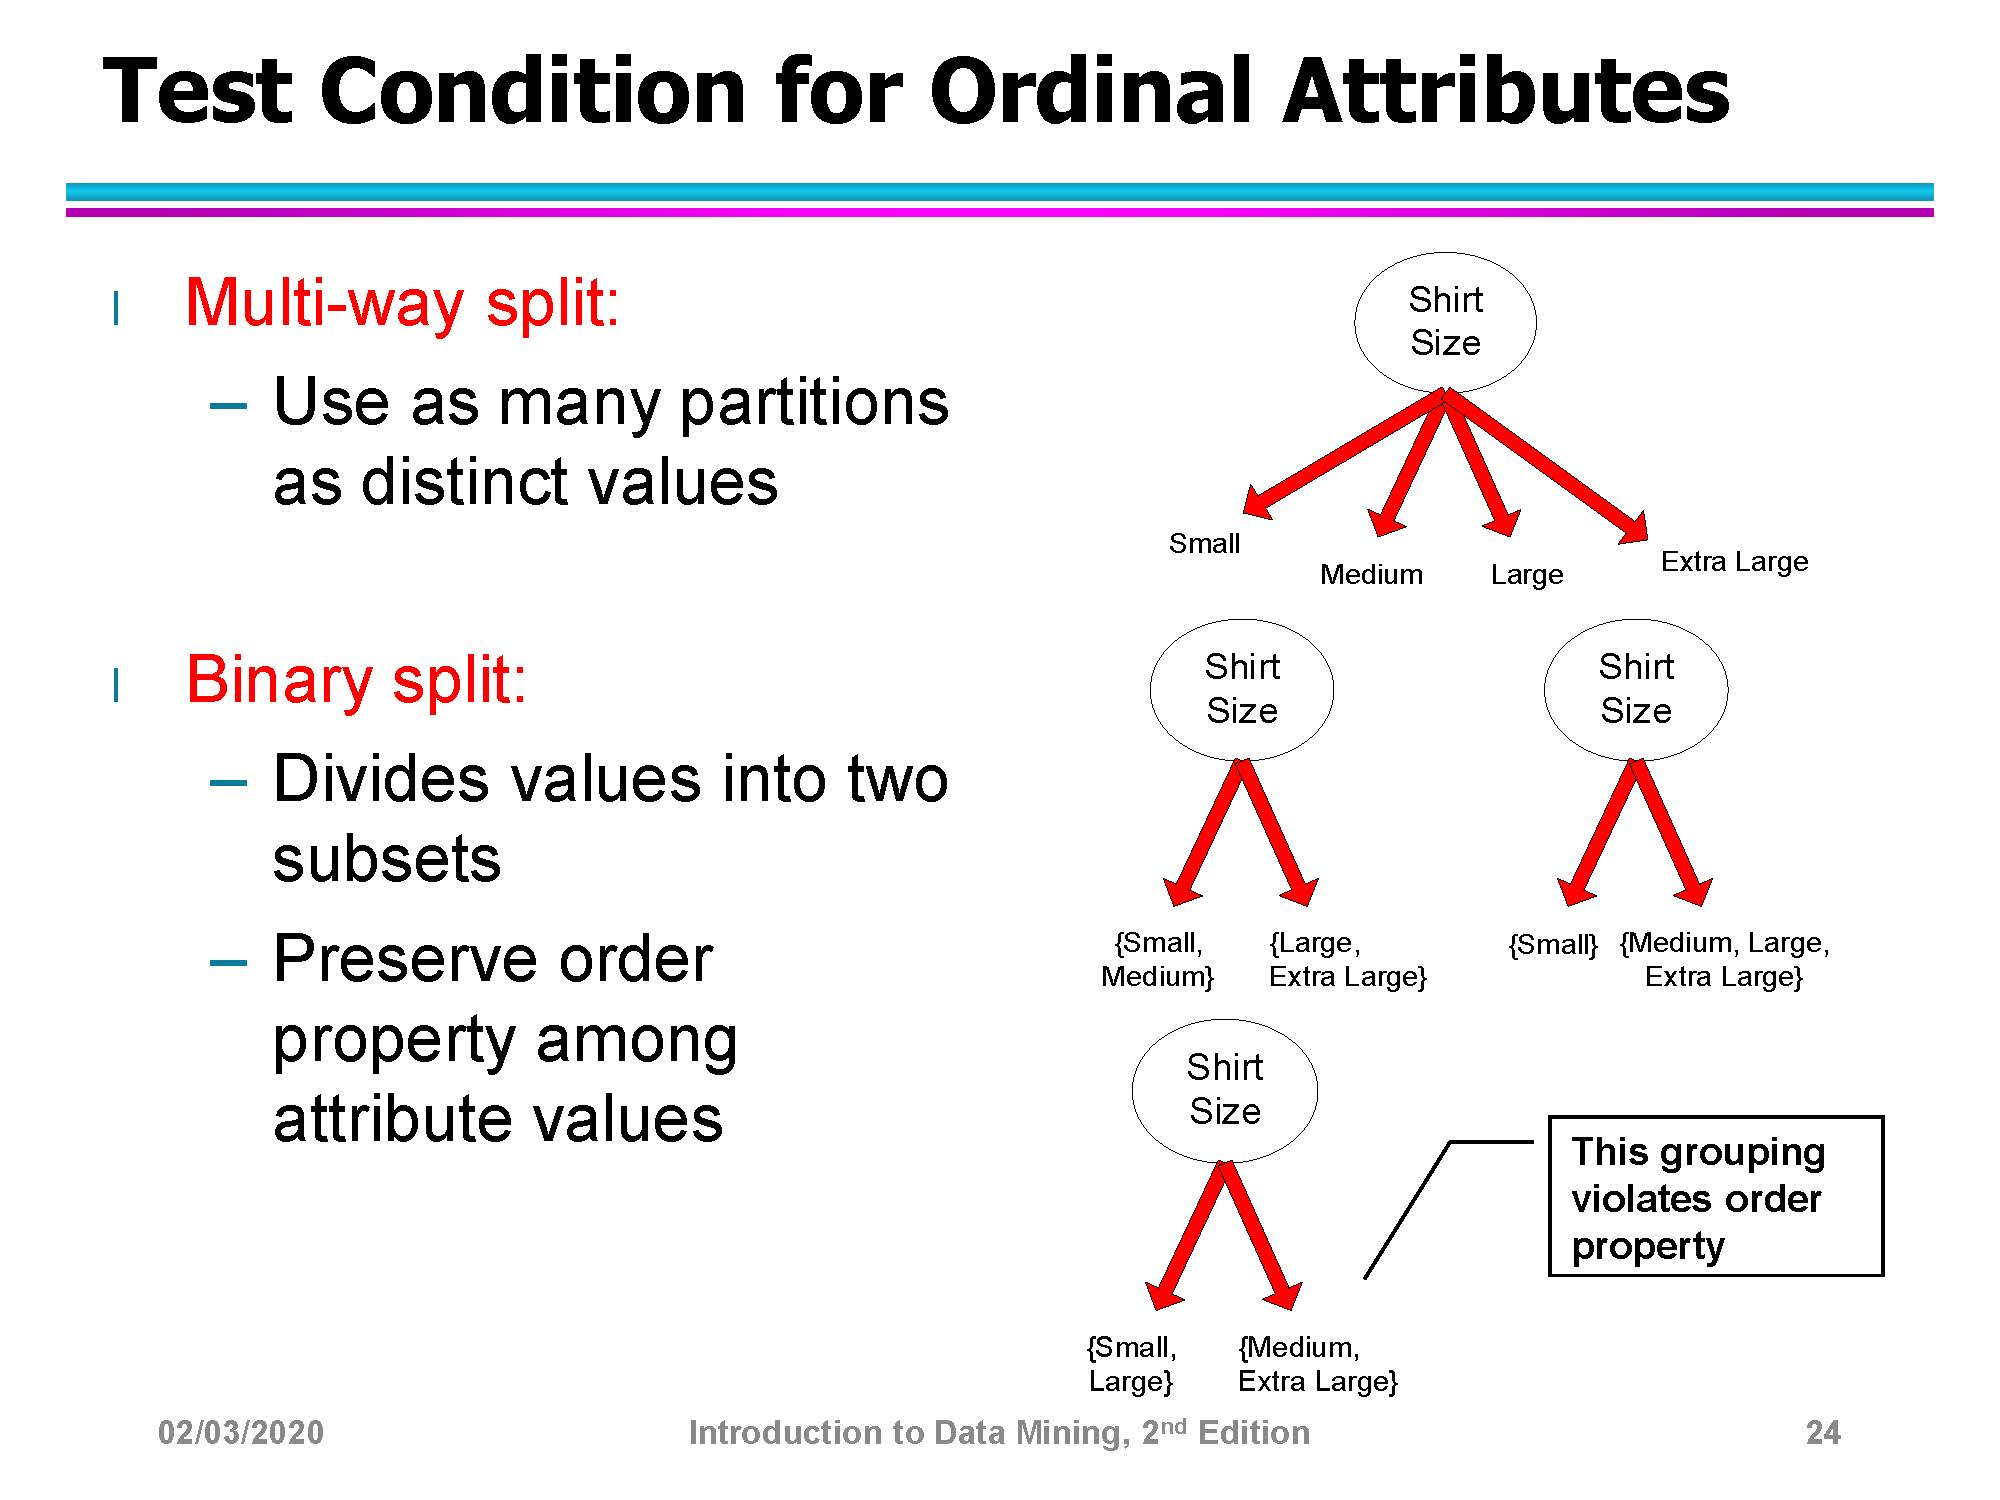 Test Condition for Ordinal Attributes
l Multi-way split:
– Use as many partitions
as distinct values
l Binary split:
– Divides values into two
subsets
– Preserve order
property among
attribute values
Shirt
Size
Small
Medium
Large
Extra Large
Shirt
Size
{Small,
Medium}
{Large,
Extra Large}
Shirt
Size
{Small}
{Medium, Large,
Extra Large}
Shirt
Size
{Small,
Large}
{Medium,
Extra Large}
This grouping
violates order
property
02/03/2020
Introduction to Data Mining, 2nd Edition
24